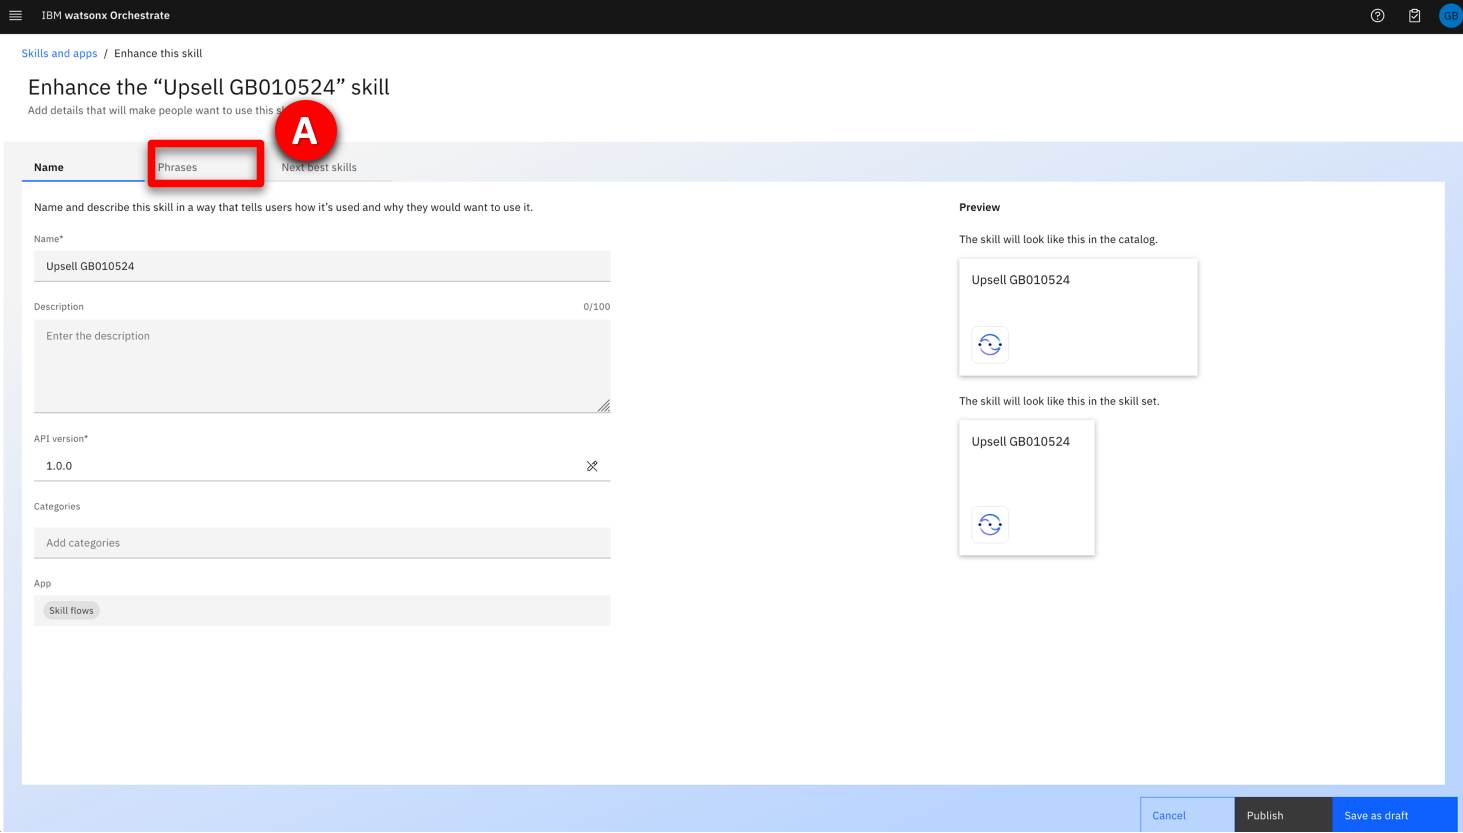 IBM watsonx Orchestrate
GB
Skills and apps / Enhance this skill
Enhance the “Upsell GB010524” skill
Add details that will make people want to use this
A
Name
Phrases
Next best skills
Name and describe this skill in a way that tells users how it’s used and why they would want to use it.
Name*
Upsell GB010524
Description
0/100
Enter the description
API version*
1.0.0
Categories
Add categories
App
Skill flows
Preview
The skill will look like this in the catalog.
Upsell GB010524
The skill will look like this in the skill set.
Upsell GB010524
Cancel
Publish
Save as draft